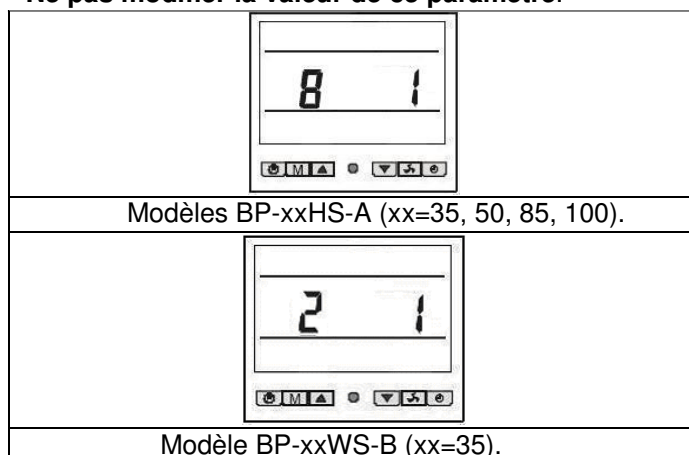 Ne pas modifier la valeur de ce paramètre.
8 1
M
Modèles BP-xxHS-A (xx=35, 50, 85, 100).
2 1
M
Modèle BP-xxWS-B (xx=35).